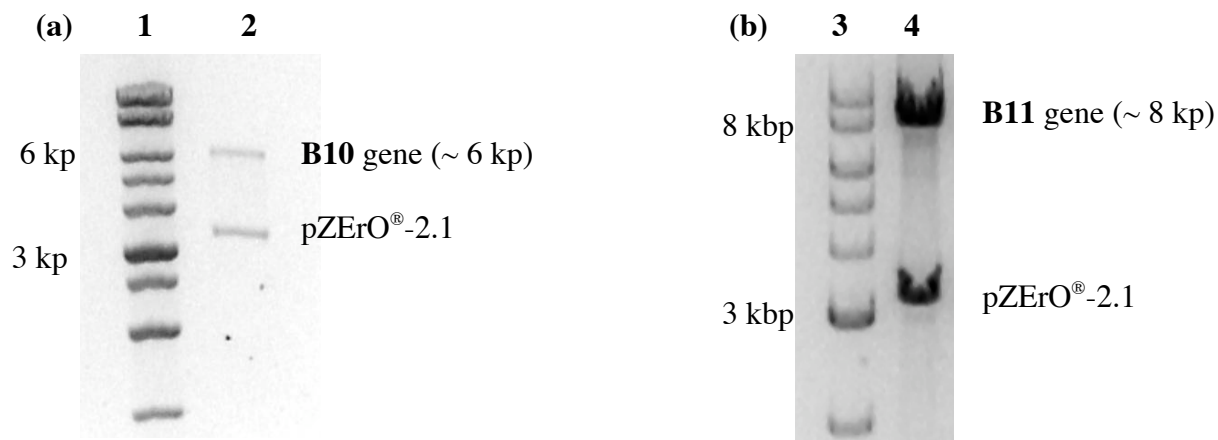 (a) 1 2
(b) 3 4
6 kp
B10 gene (~ 6 kp)
pZErO®-2.1
3 kp
8 kbp
B11 gene (~ 8 kp)
pZErO®-2.1
3 kbp